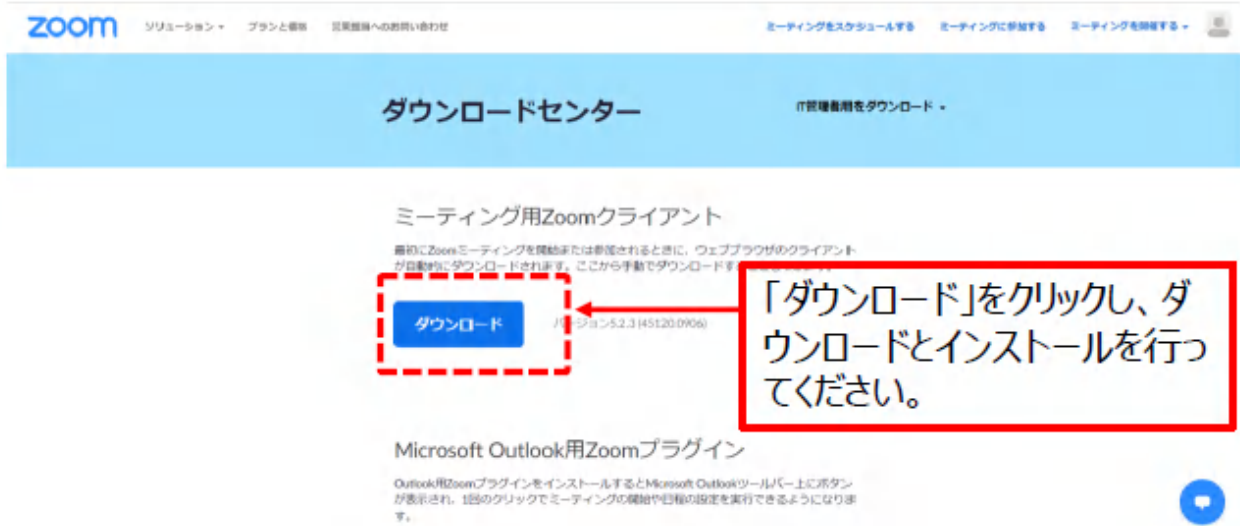 zoom ソリューション プランと価格 営業担当へのお問い合わせ ミーティングをスケジュールする ミーティングに参加する ミーティングを開催する
ダウンロードセンター IT管理者用をダウンロード
ミーティング用Zoomクライアント
最初にZoomミーティングを開始または参加されるときに、ウェブブラウザのクライアント
が自動的にダウンロードされます。ここから手動でダウンロードす
ダウンロード
バージョン5.2.3 (45120.0906)
「ダウンロード」をクリックし、ダ
ウンロードとインストールを行っ
てください。
Microsoft Outlook用Zoomプラグイン
Outlook用ZoomプラグインをインストールするとMicrosoft Outlookツールバー上にボタン
が表示され、1回のクリックでミーティングの開始や日程の設定を実行できるようになりま
す。